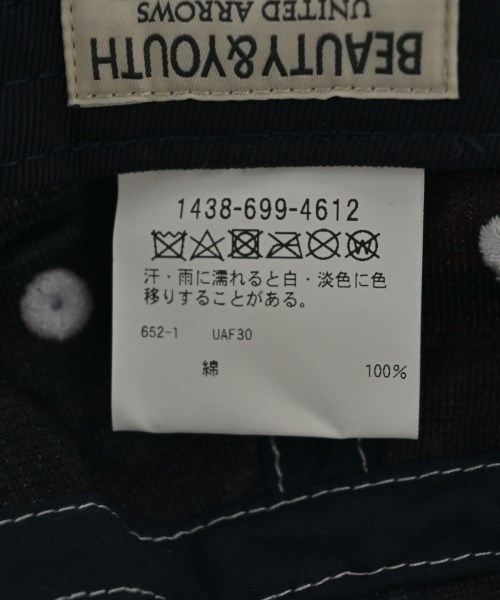 BEAUTY&YOUTH
UNITED ARROWS
1438-699-4612
汗・雨に濡れると白・淡色に色
移りすることがある。
652-1 UAF30
綿 100%